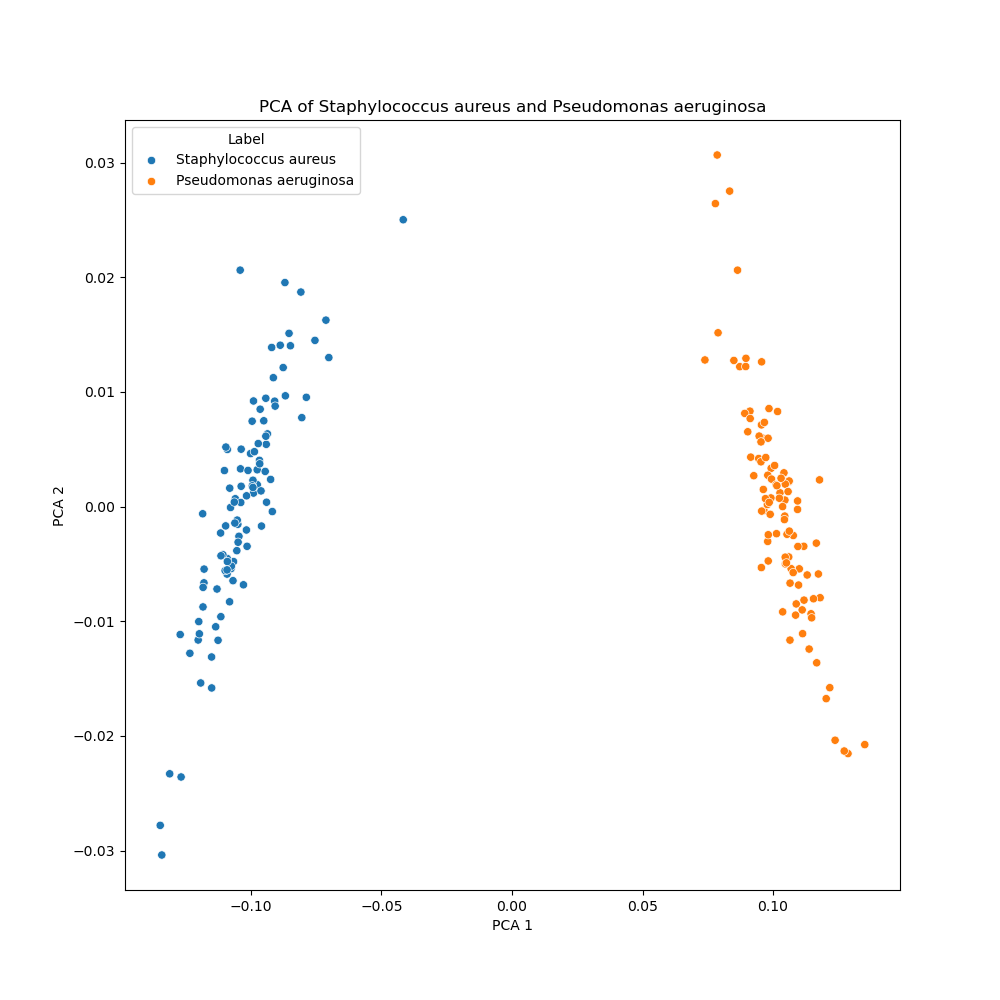 PCA of Staphylococcus aureus and Pseudomonas aeruginosa
Label
Staphylococcus aureus
Pseudomonas aeruginosa
0.03
0.02
0.01
0.00
−0.01
−0.02
−0.03
PCA 2
−0.10
−0.05
0.00
0.05
0.10
PCA 1